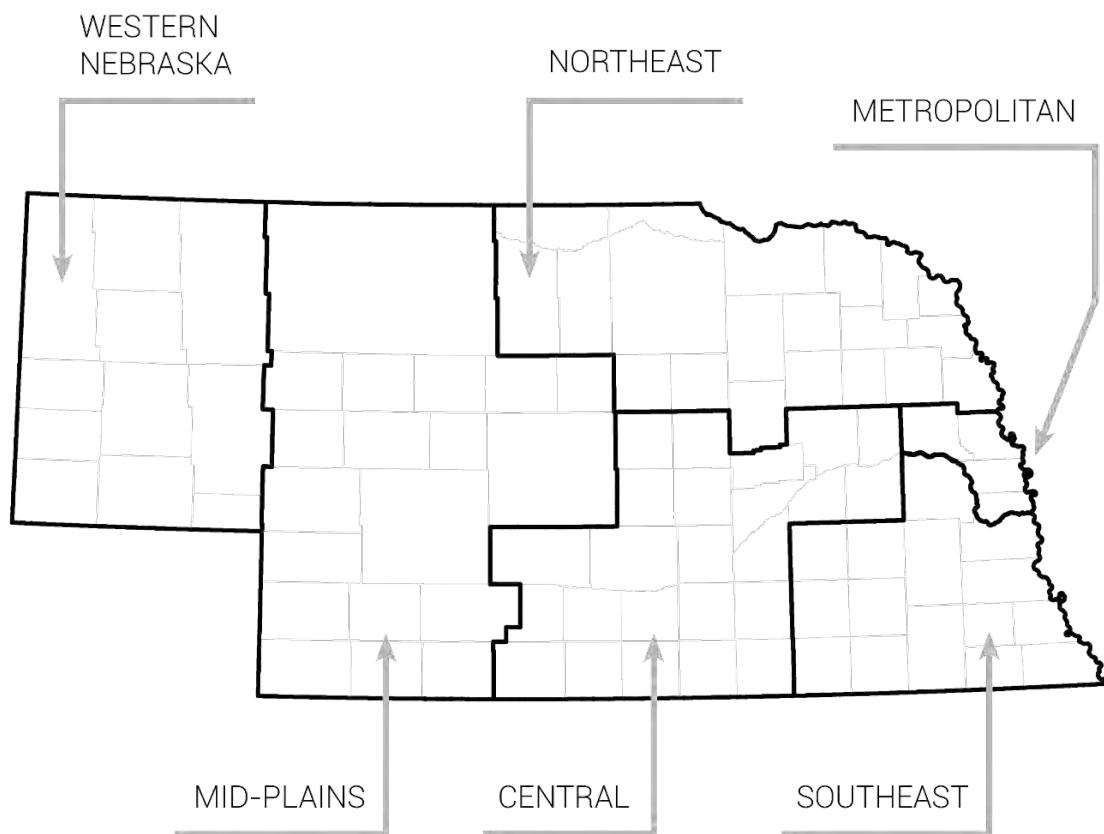 WESTERN
NEBRASKA
NORTHEAST
METROPOLITAN
MID-PLAINS
CENTRAL
SOUTHEAST